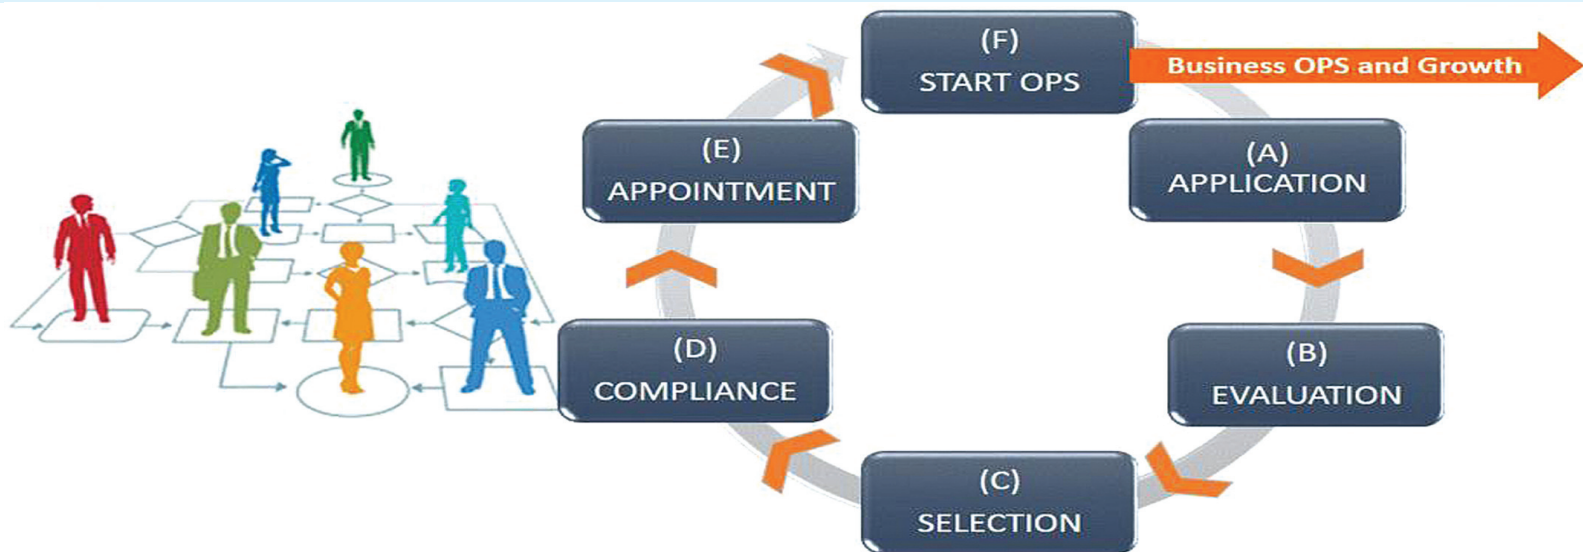 (F)
START OPS
Business OPS and Growth
(A)
APPLICATION
(B)
EVALUATION
(C)
SELECTION
(D)
COMPLIANCE
(E)
APPOINTMENT